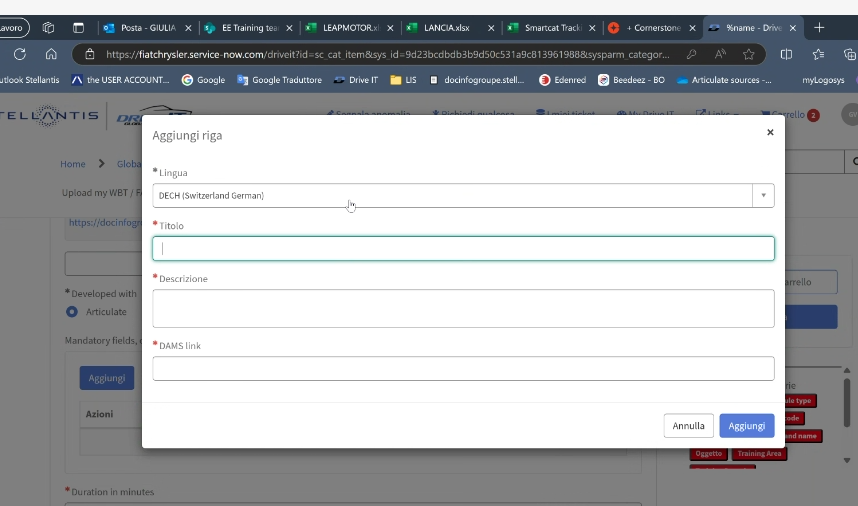 avoro
Posta - GIULIA
EE Training tea
LEAPMOTOR.xl
LANCIA.xlsx
Smartcat Tracki
+ Cornerstone
%name - Drive
https://fiatchrysler.service-now.com/driveit?id=sc_cat_item&sys_id=9d23bcdbdb3b9d50c531a9c813961988&sysparm_categor...
utlook Stellantis
the USER ACCOUNT...
Google
Google Traduttore
Drive IT
LIS
docinfogroupe.stell...
Edenred
Beedeez - BO
Articulate sources -...
myLogosys
TELLANTIS
Segnala anomalia
Richiedi qualcosa
I miei ticket
My Drive IT
Links
Carrello 2
GV
Aggiungi riga
×
Home > Globa
* Lingua
Upload my WBT / F
DECH (Switzerland German)
https://docinfogr
* Titolo
* Descrizione
arrello
* Developed with
Articulate
Mandatory fields, c
* DAMS link
Aggiungi
rie
ule type
Azioni
code
and name
Annulla
Aggiungi
Oggetto
Training Area
* Duration in minutes